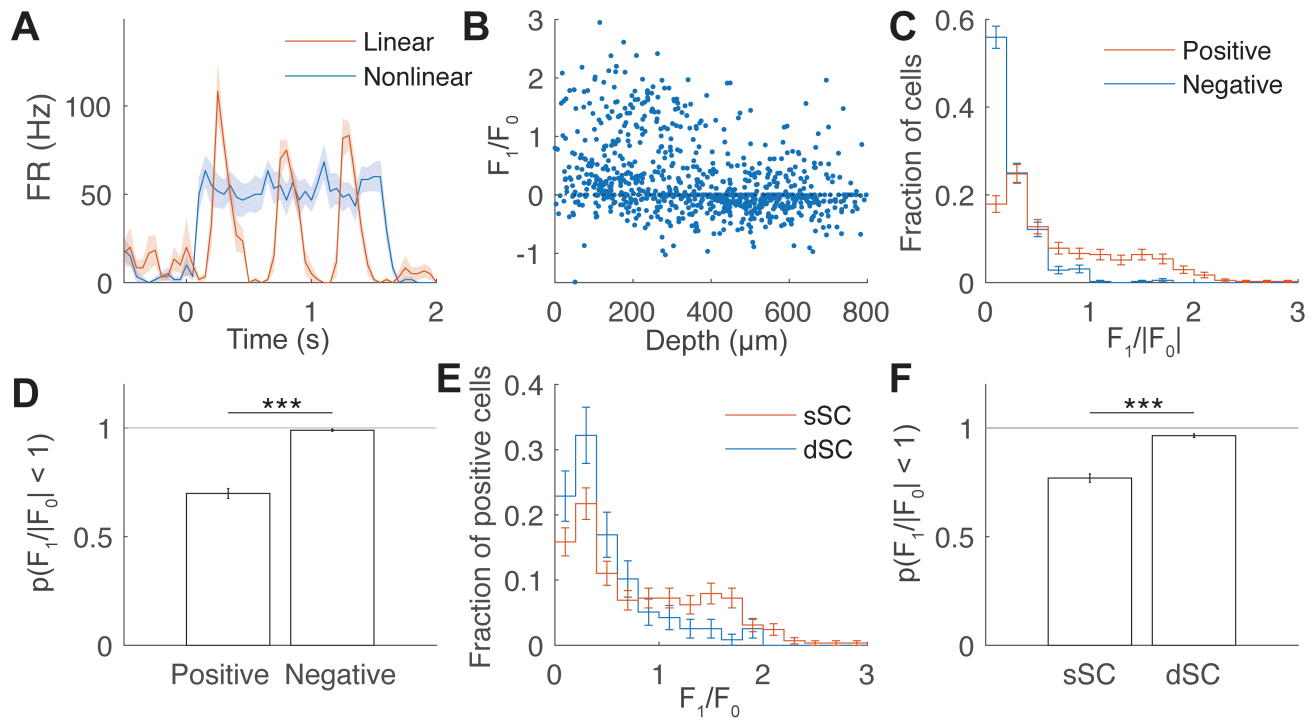 A
Linear
Nonlinear
FR (Hz)
100
50
0
0
1
2
Time (s)
B
F₁/F₀
3
2
1
0
-1
200
400
600
800
Depth (μm)
C
Positive
Negative
Fraction of cells
0.6
0.4
0.2
0
0
1
2
3
F₁/|F₀|
D
***
p(F₁/|F₀| < 1)
1
0.5
0
Positive
Negative
E
sSC
dSC
Fraction of positive cells
0.4
0.3
0.2
0.1
0
0
1
2
3
F₁/F₀
F
***
p(F₁/|F₀| < 1)
1
0.5
0
sSC
dSC